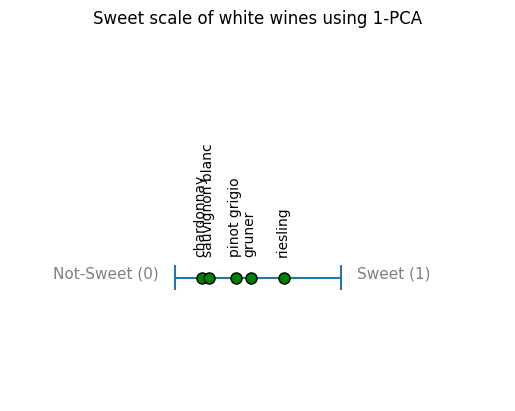 Sweet scale of white wines using 1-PCA
chardonnay
sauvignon blanc
pinot grigio
gruner
riesling
Not-Sweet (0)
Sweet (1)